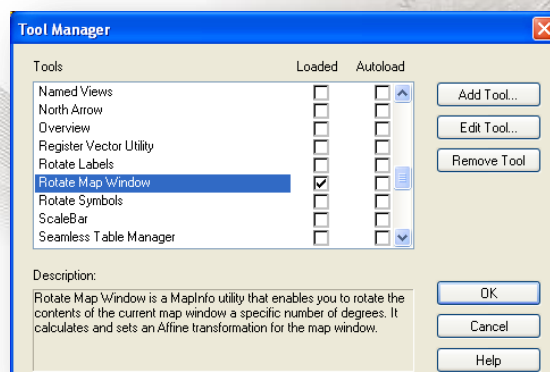 Tool Manager
Tools Loaded Autoload
Named Views
North Arrow
Overview
Register Vector Utility
Rotate Labels
Rotate Map Window
Rotate Symbols
ScaleBar
Seamless Table Manager
Add Tool...
Edit Tool...
Remove Tool
Description:
Rotate Map Window is a MapInfo utility that enables you to rotate the
contents of the current map window a specific number of degrees. It
calculates and sets an Affine transformation for the map window.
OK
Cancel
Help